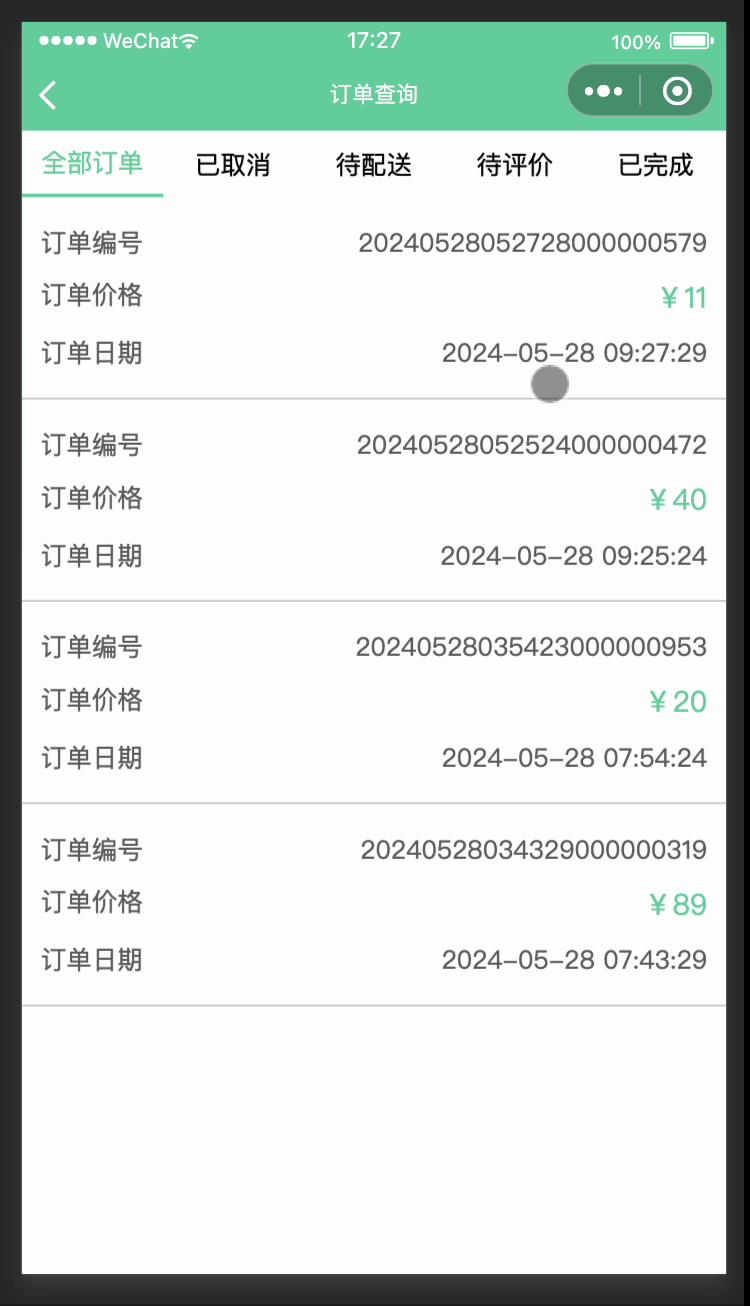 WeChat 17:27 100%
订单查询
全部订单 已取消 待配送 待评价 已完成
订单编号 20240528052728000000579
订单价格 ¥ 11
订单日期 2024-05-28 09:27:29
订单编号 20240528052524000000472
订单价格 ¥ 40
订单日期 2024-05-28 09:25:24
订单编号 20240528035423000000953
订单价格 ¥ 20
订单日期 2024-05-28 07:54:24
订单编号 20240528034329000000319
订单价格 ¥ 89
订单日期 2024-05-28 07:43:29